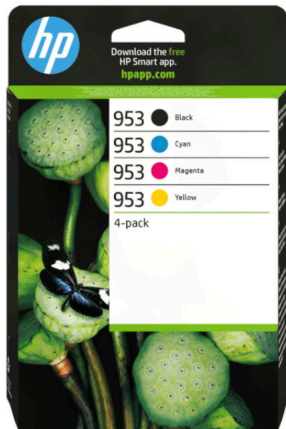 hp
Download the free
HP Smart app.
hpapp.com
953 Black
953 Cyan
953 Magenta
953 Yellow
4-pack